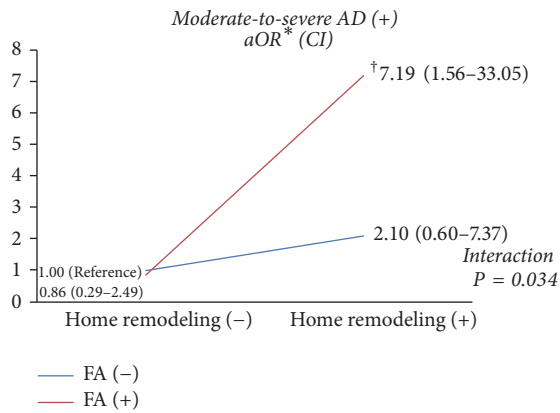 Moderate-to-severe AD (+)
aOR* (CI)
8
7
6
5
4
3
2
1
0
†7.19 (1.56–33.05)
2.10 (0.60–7.37)
Interaction
P = 0.034
1.00 (Reference)
0.86 (0.29–2.49)
Home remodeling (−)
Home remodeling (+)
FA (−)
FA (+)